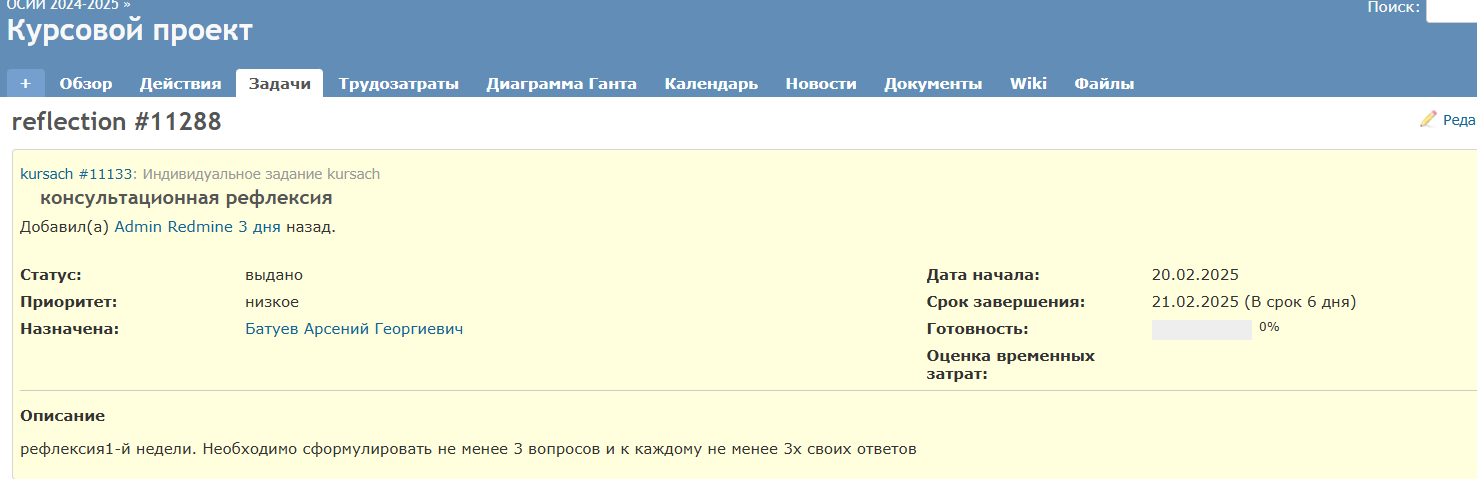 ОСИИ 2024-2025 »
Поиск:
Курсовой проект
+ Обзор Действия Задачи Трудозатраты Диаграмма Ганта Календарь Новости Документы Wiki Файлы
reflection #11288
Реда
kursach #11133: Индивидуальное задание kursach
консультационная рефлексия
Добавил(а) Admin Redmine 3 дня назад.
Статус: выдано
Дата начала: 20.02.2025
Приоритет: низкое
Срок завершения: 21.02.2025 (В срок 6 дня)
Назначена: Батуев Арсений Георгиевич
Готовность: 0%
Оценка временных
затрат:
Описание
рефлексия1-й недели. Необходимо сформулировать не менее 3 вопросов и к каждому не менее 3х своих ответов